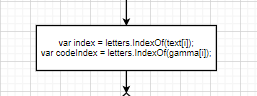 var index = letters.IndexOf(text[i]);
var codeIndex = letters.IndexOf(gamma[i]);